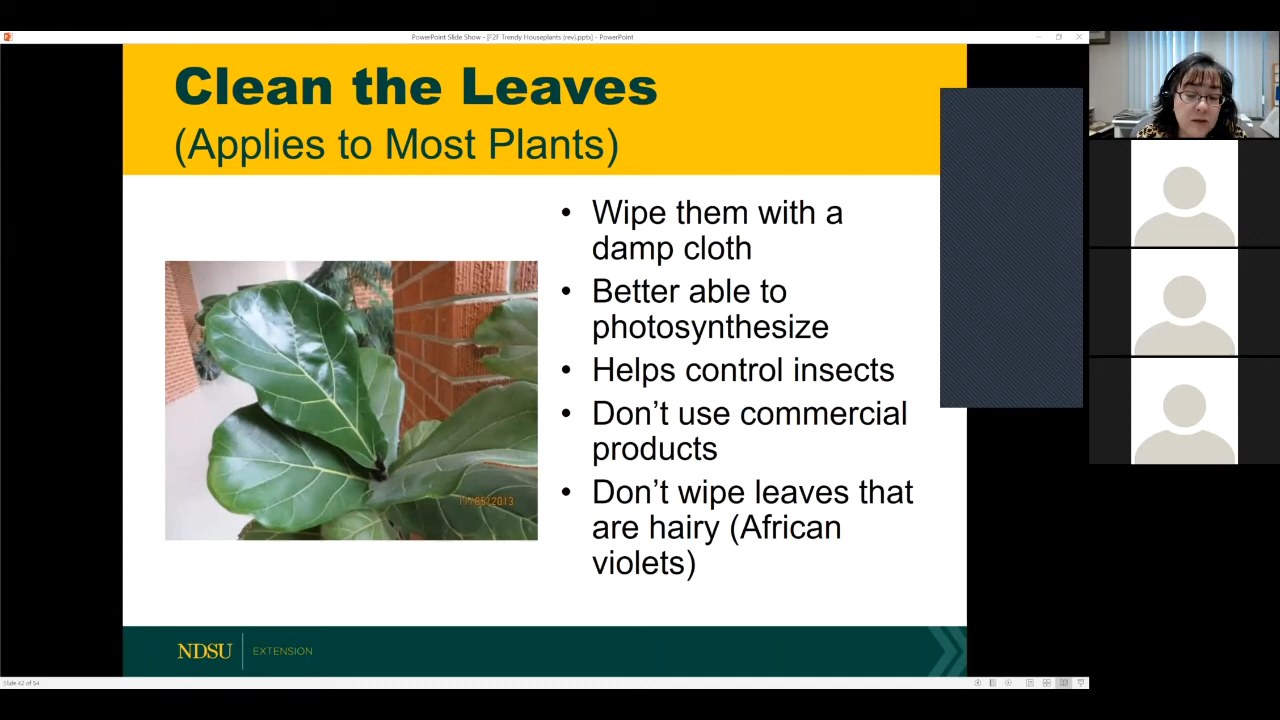 PowerPoint Slide Show - [F2F Trendy Houseplants (rev).pptx] - PowerPoint
Clean the Leaves
(Applies to Most Plants)
• Wipe them with a
damp cloth
• Better able to
photosynthesize
• Helps control insects
• Don’t use commercial
products
• Don’t wipe leaves that
are hairy (African
violets)
NDSU EXTENSION
Slide 42 of 54